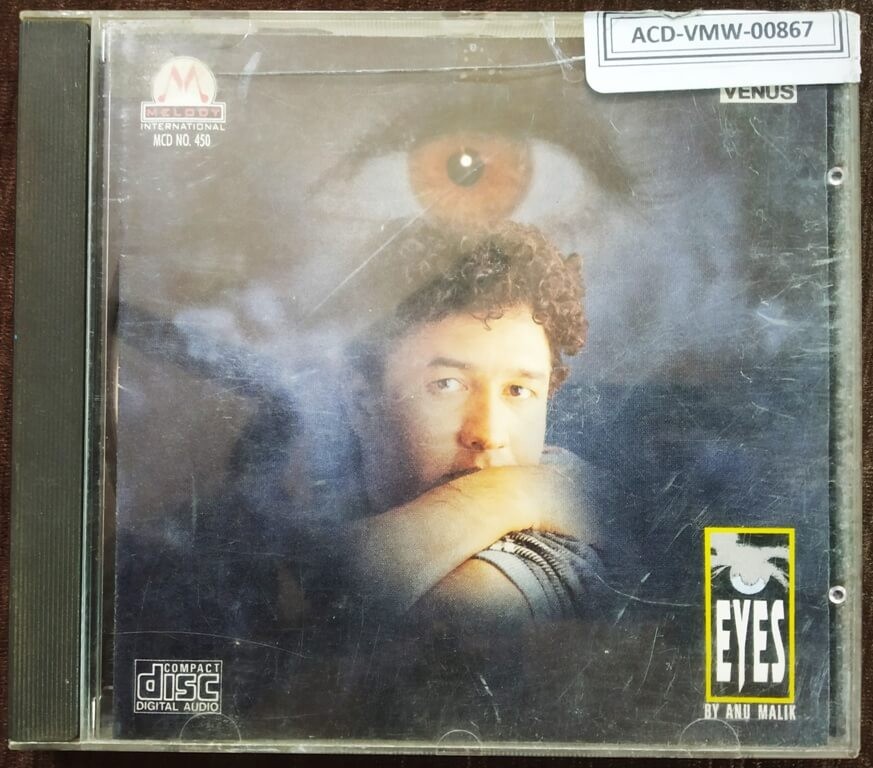 ACD-VMW-00867
VENUS
M
MELODY
INTERNATIONAL
MCD NO. 450
EYES
BY ANU MALIK
COMPACT
disc
DIGITAL AUDIO